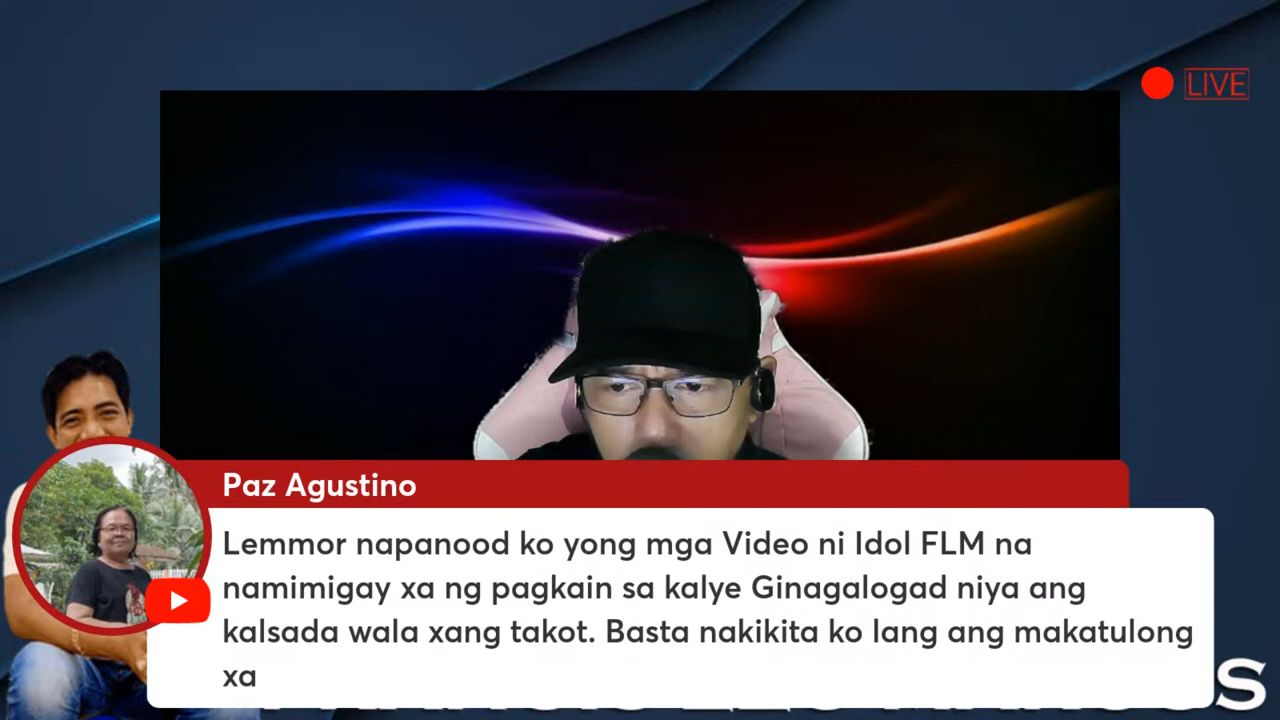 LIVE
Paz Agustino
Lemmor napanood ko yong mga Video ni Idol FLM na
namimigay xa ng pagkain sa kalye Ginagalogad niya ang
kalsada wala xang takot. Basta nakikita ko lang ang makatulong
xa